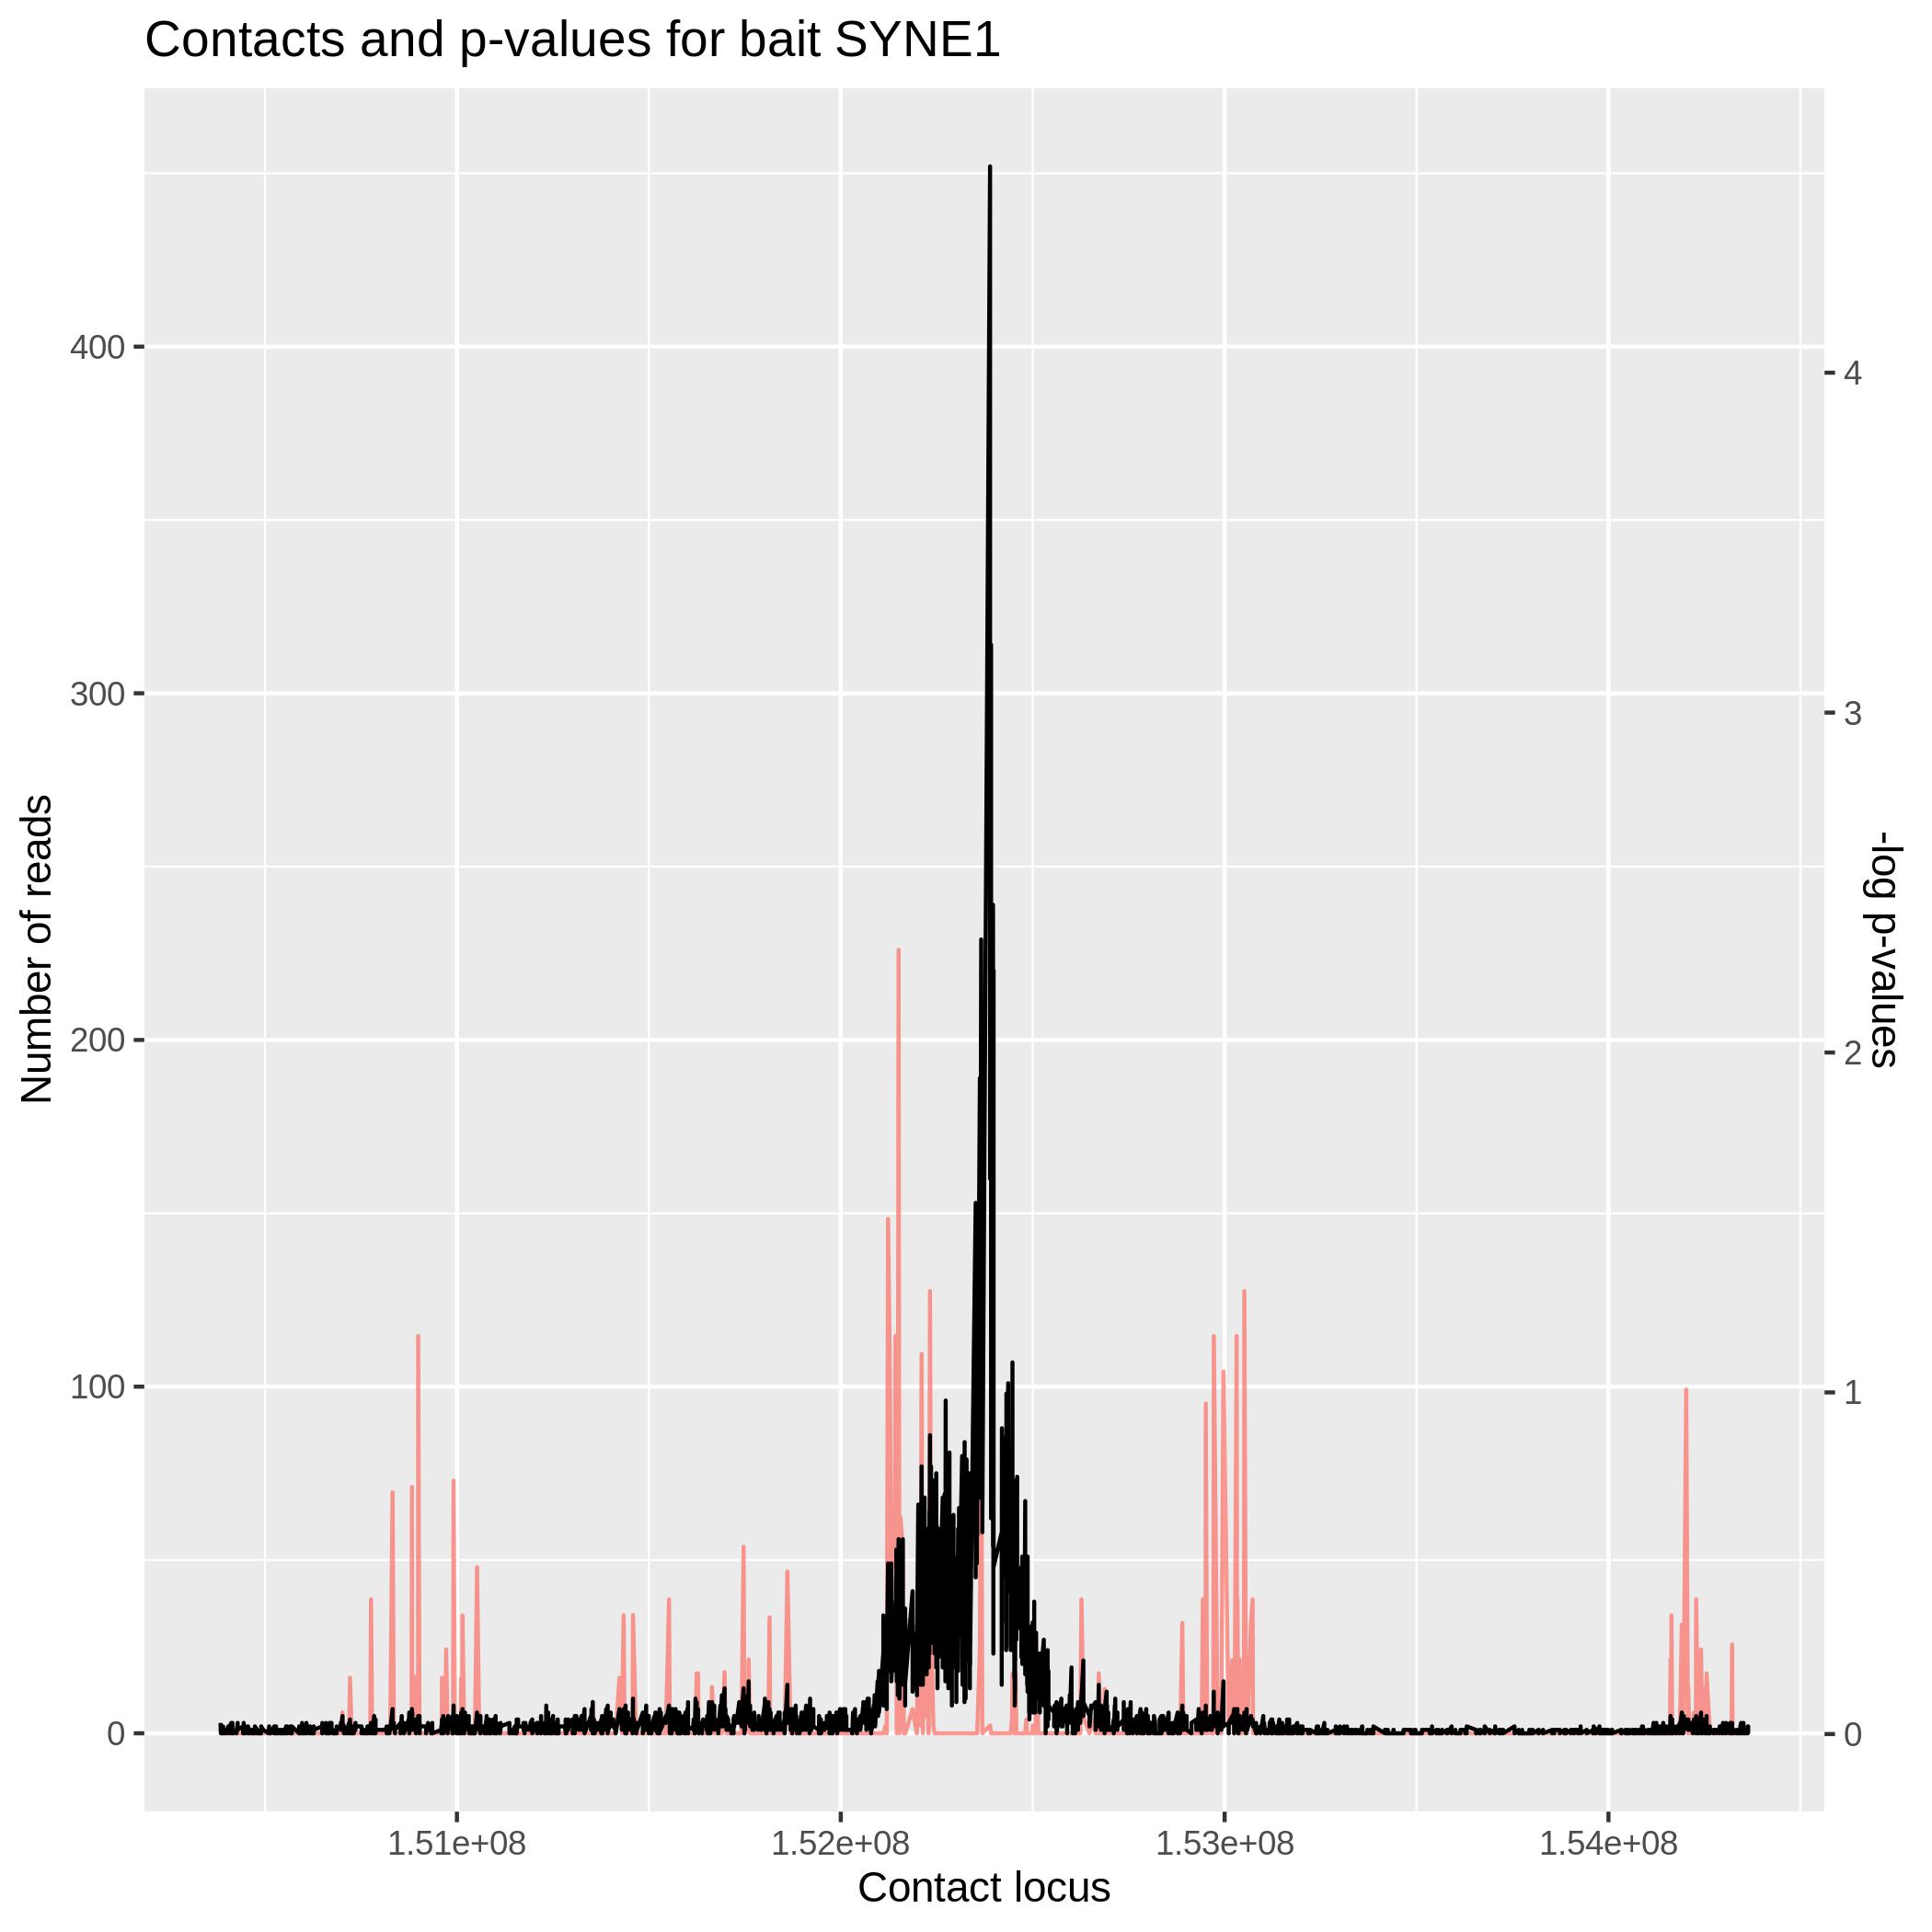 Contacts and p-values for bait SYNE1
Number of reads
400
300
200
100
0
4
3
2
1
0
-log p-values
1.51e+08 1.52e+08 1.53e+08 1.54e+08
Contact locus